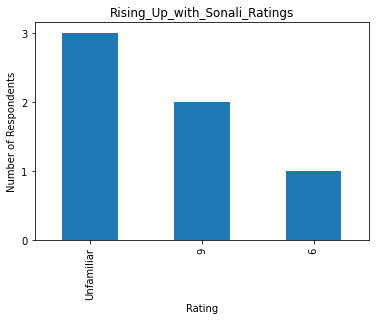 Rising_Up_with_Sonali_Ratings
Number of Respondents
3
2
1
0
Unfamiliar
9
6
Rating